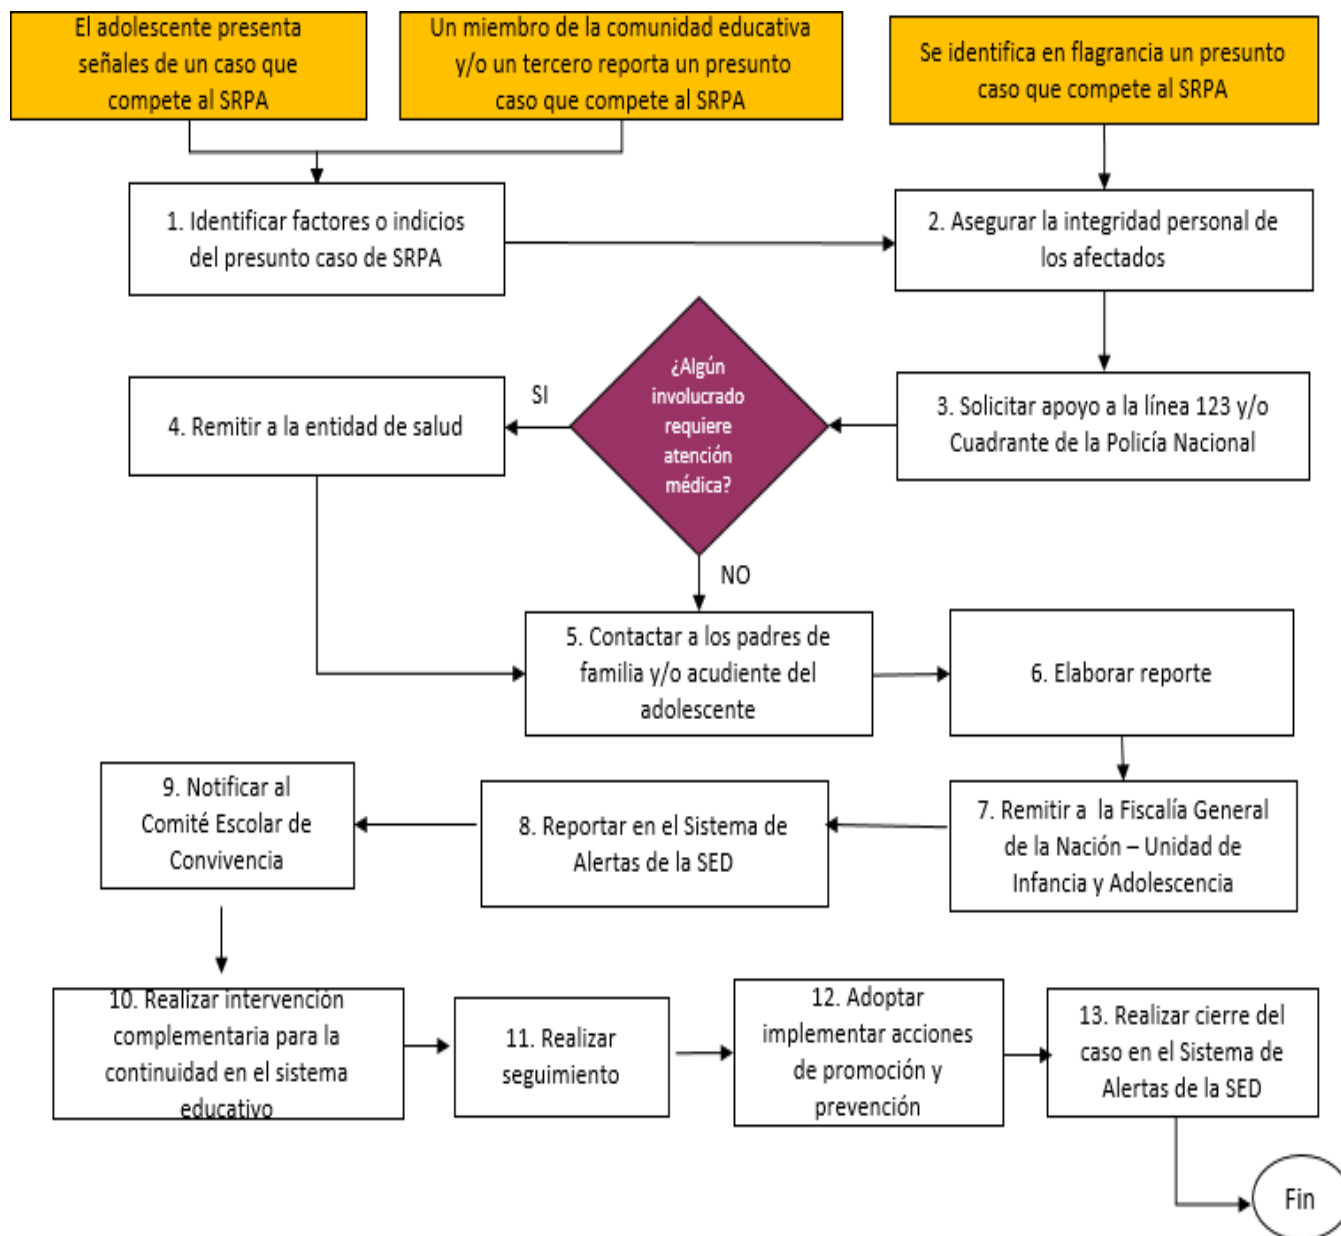 El adolescente presenta
señales de un caso que
compete al SRPA
Un miembro de la comunidad educativa
y/o un tercero reporta un presunto
caso que compete al SRPA
Se identifica en flagrancia un presunto
caso que compete al SRPA
1. Identificar factores o indicios
del presunto caso de SRPA
2. Asegurar la integridad personal de
los afectados
¿Algún
involucrado
requiere
atención
médica?
SI
NO
3. Solicitar apoyo a la línea 123 y/o
Cuadrante de la Policía Nacional
4. Remitir a la entidad de salud
5. Contactar a los padres de
familia y/o acudiente del
adolescente
6. Elaborar reporte
7. Remitir a  la Fiscalía General
de la Nación – Unidad de
Infancia y Adolescencia
8. Reportar en el Sistema de
Alertas de la SED
9. Notificar al
Comité Escolar de
Convivencia
10. Realizar intervención
complementaria para la
continuidad en el sistema
educativo
11. Realizar
seguimiento
12. Adoptar
implementar acciones
de promoción y
prevención
13. Realizar cierre del
caso en el Sistema de
Alertas de la SED
Fin